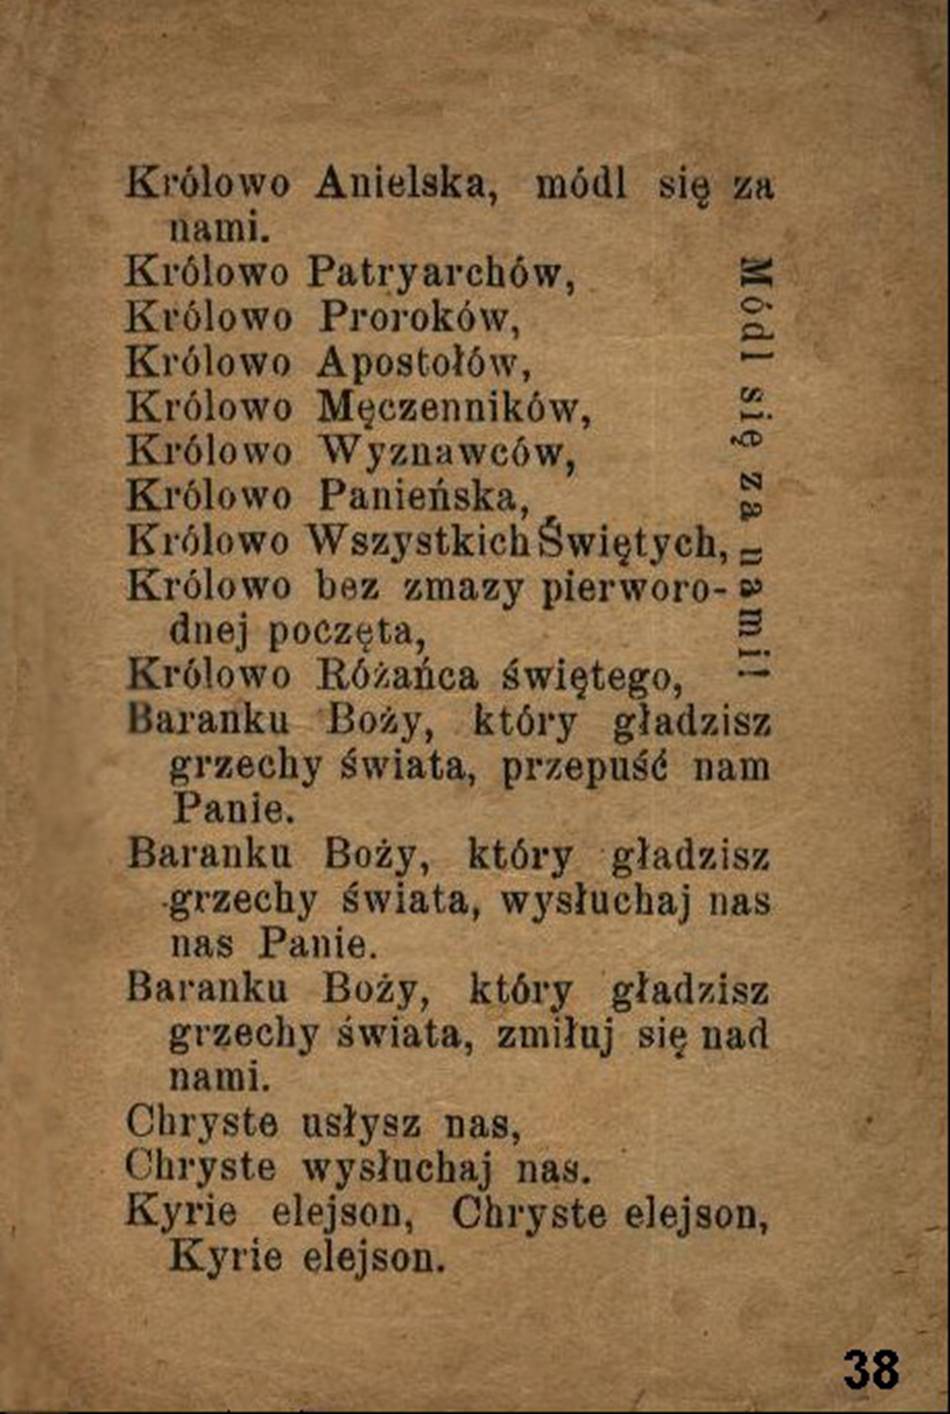 Królowo Anielska, módl się za
nami.
Królowo Patryarchów,
Królowo Proroków,
Królowo Apostołów,
Królowo Męczenników,
Królowo Wyznawców,
Królowo Panieńska,
Królowo Wszystkich Świętych,
Królowo bez zmazy pierworo-
dnej poczęta,
Królowo Różańca świętego,
Módl się za nami!
Baranku Boży, który gładzisz
grzechy świata, przepuść nam
Panie.
Baranku Boży, który gładzisz
grzechy świata, wysłuchaj nas
nas Panie.
Baranku Boży, który gładzisz
grzechy świata, zmiłuj się nad
nami.
Chryste usłysz nas,
Chryste wysłuchaj nas.
Kyrie elejson, Chryste elejson,
Kyrie elejson.
38